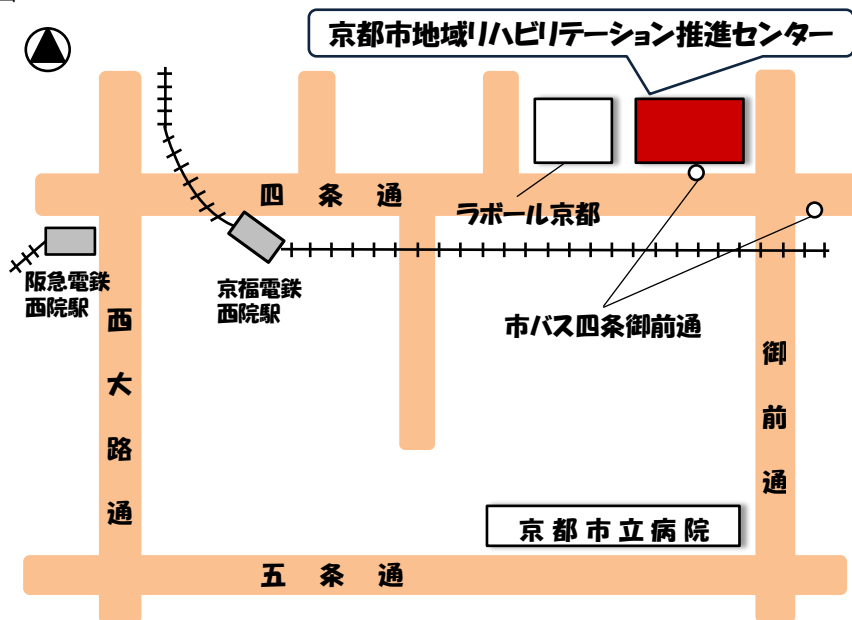 京都市地域リハビリテーション推進センター
四条通
ラボール京都
阪急電鉄
西院駅
京福電鉄
西院駅
市バス四条御前通
西大路通
御前通
京都市立病院
五条通